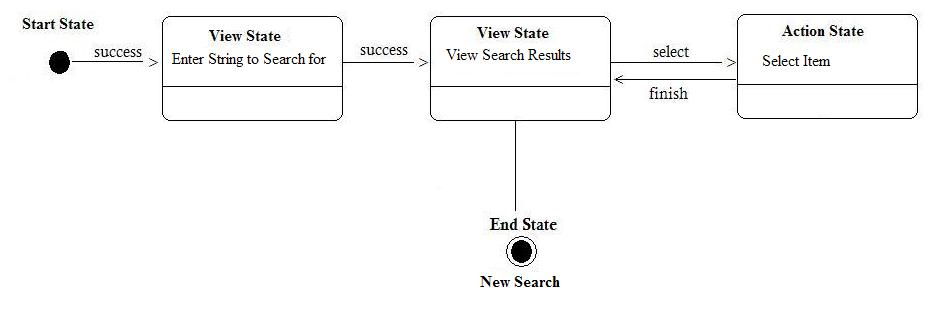 Start State
success
View State
Enter String to Search for
success
View State
View Search Results
select
finish
Action State
Select Item
End State
New Search